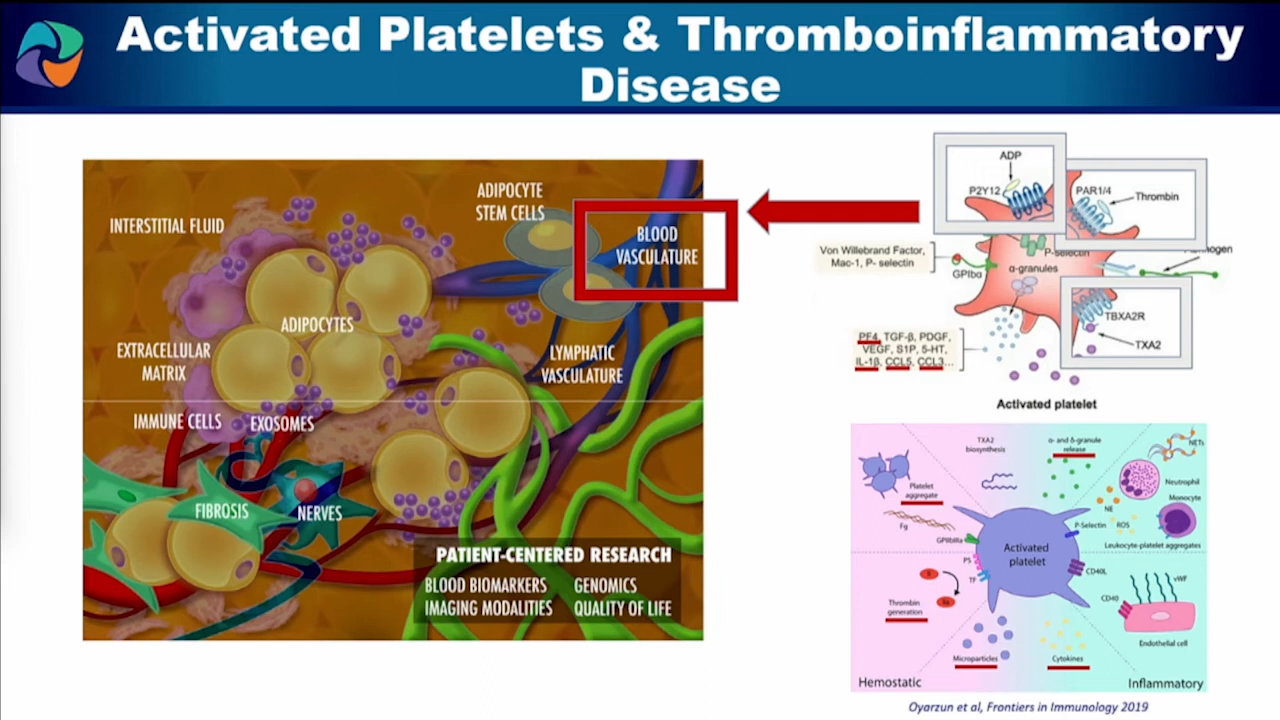 Activated Platelets & Thromboinflammatory
Disease
INTERSTITIAL FLUID
ADIPOCYTE
STEM CELLS
BLOOD
VASCULATURE
ADIPOCYTES
EXTRACELLULAR
MATRIX
LYMPHATIC
VASCULATURE
IMMUNE CELLS
EXOSOMES
FIBROSIS
NERVES
PATIENT-CENTERED RESEARCH
BLOOD BIOMARKERS GENOMICS
IMAGING MODALITIES QUALITY OF LIFE
ADP
P2Y12
PAR1/4
Thrombin
Von Willebrand Factor,
Mac-1, P- selectin
GPIbα
P-selectin
α-granules
TBXA2R
TXA2
PF4, TGF-β, PDGF,
VEGF, S1P, 5-HT,
IL-1β, CCL5, CCL3...
Activated platelet
TXA2
biosynthesis
α- and δ-granule
release
NETs
Platelet
aggregate
Neutrophil
Monocyte
NE
ROS
P-Selectin
Leukocyte-platelet aggregates
Fg
GPIIbIIIa
Activated
platelet
PS
TF
CD40L
CD40
vWF
Thrombin
generation
Endothelial cell
Microparticles
Cytokines
Hemostatic
Inflammatory
Oyarzun et al, Frontiers in Immunology 2019